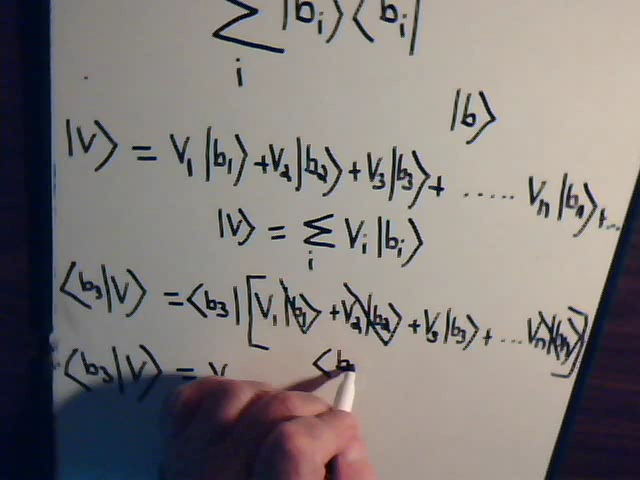 ∑ |bᵢ⟩⟨bᵢ|
i
|b⟩
|V⟩ = V₁|b₁⟩ + V₂|b₂⟩ + V₃|b₃⟩ + ..... Vₙ|bₙ⟩ + ...
|V⟩ = ∑ Vᵢ|bᵢ⟩
i
⟨b₃|V⟩ = ⟨b₃| [V₁|b₁⟩ + V₂|b₂⟩ + V₃|b₃⟩ + ... Vₙ|bₙ⟩]
⟨b₃|V⟩ = V ⟨b